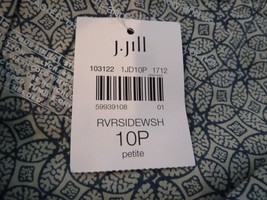 J.Jill
103122 1JD10P 1712
59939108 01
RVRSIDEWSH
10P
petite